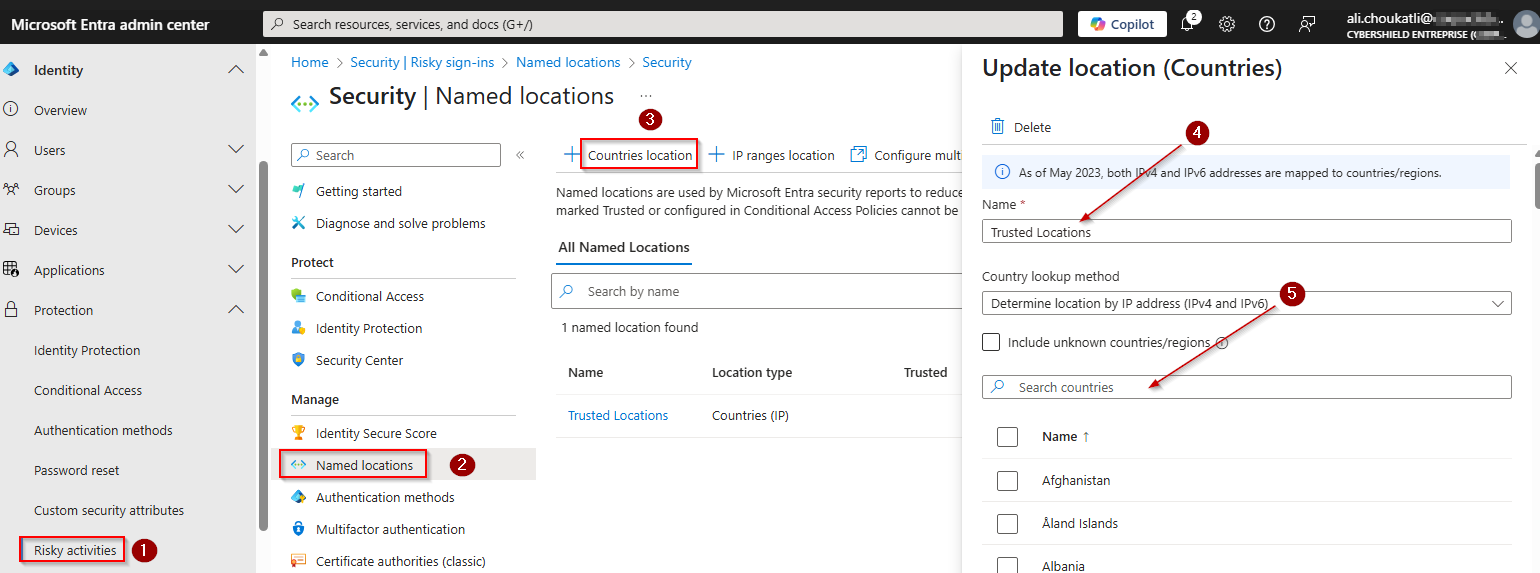 Microsoft Entra admin center
Search resources, services, and docs (G+/)
Copilot
2
ali.choukatli@
CYBERSHIELD ENTREPRISE (
Identity
Overview
Users
Groups
Devices
Applications
Protection
Identity Protection
Conditional Access
Authentication methods
Password reset
Custom security attributes
Risky activities
1
Home > Security | Risky sign-ins > Named locations > Security
Security | Named locations ...
Search
«
Getting started
Diagnose and solve problems
Protect
Conditional Access
Identity Protection
Security Center
Manage
Identity Secure Score
Named locations
2
Authentication methods
Multifactor authentication
Certificate authorities (classic)
3
+ Countries location
+ IP ranges location
Configure mult
Named locations are used by Microsoft Entra security reports to reduce
marked Trusted or configured in Conditional Access Policies cannot be
All Named Locations
Search by name
1 named location found
Name Location type Trusted
Trusted Locations Countries (IP)
Update location (Countries)
Delete
4
As of May 2023, both IPv4 and IPv6 addresses are mapped to countries/regions.
Name *
Trusted Locations
Country lookup method
5
Determine location by IP address (IPv4 and IPv6)
Include unknown countries/regions
Search countries
Name ↑
Afghanistan
Åland Islands
Albania